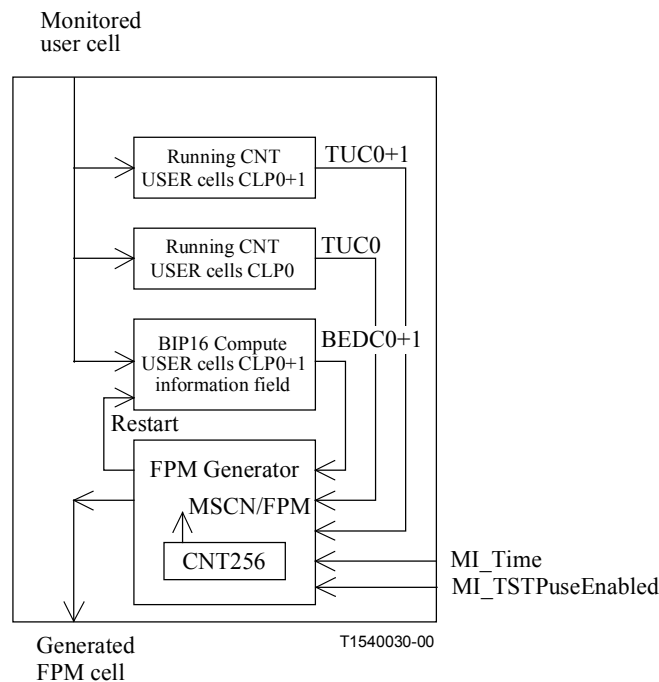 Monitored
user cell
Running CNT
USER cells CLP0+1
TUC0+1
Running CNT
USER cells CLP0
TUC0
BIP16 Compute
USER cells CLP0+1
information field
BEDC0+1
Restart
FPM Generator
MSCN/FPM
CNT256
MI_Time
MI_TSTPuseEnabled
Generated
FPM cell
T1540030-00